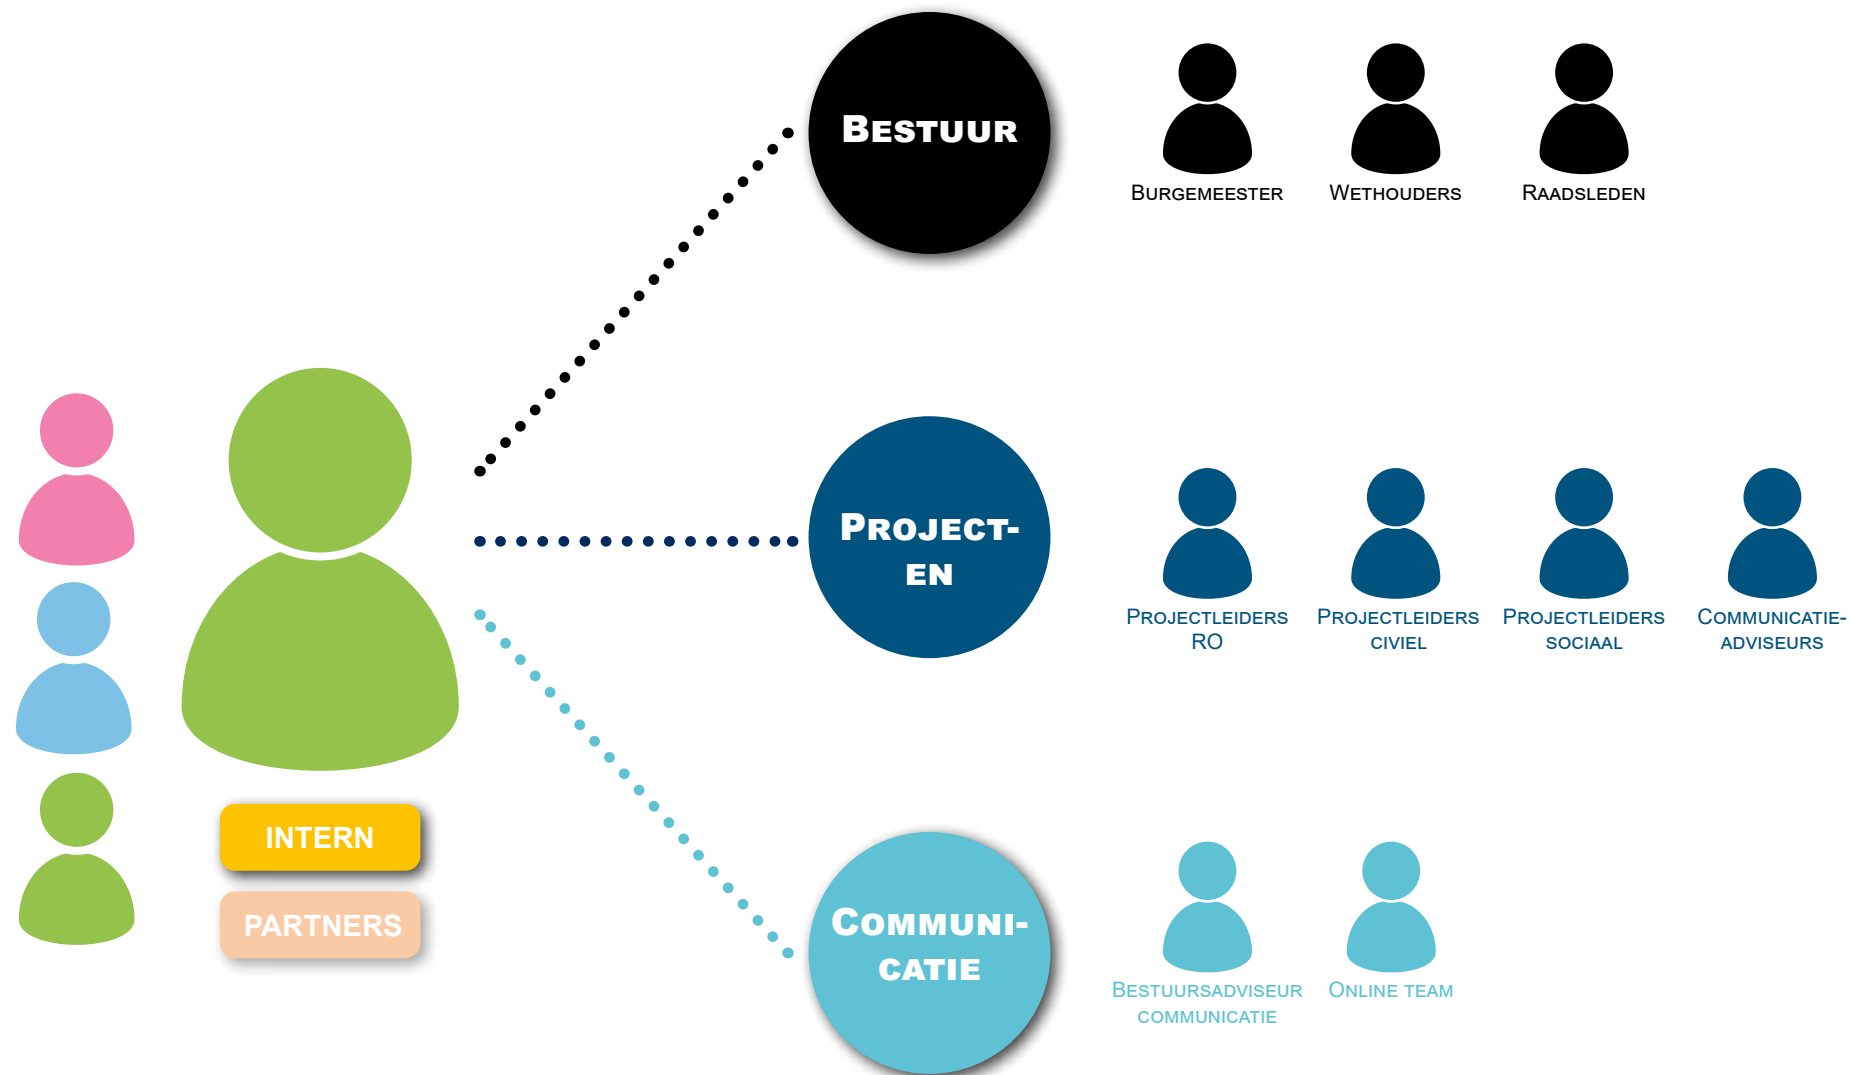 Bestuur
Burgemeester
Wethouders
Raadsleden
Project-
en
Projectleiders
RO
Projectleiders
civiel
Projectleiders
sociaal
Communicatie-
adviseurs
INTERN
PARTNERS
Communi-
catie
Bestuursadviseur
communicatie
Online team